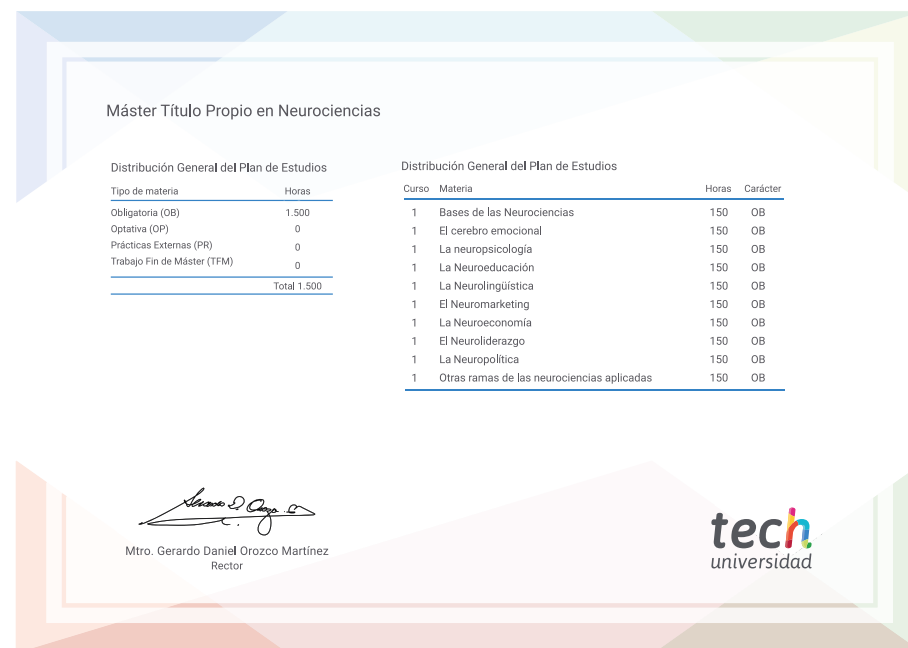 Máster Título Propio en Neurociencias
Distribución General del Plan de Estudios
Tipo de materia Horas
Obligatoria (OB) 1.500
Optativa (OP) 0
Prácticas Externas (PR) 0
Trabajo Fin de Máster (TFM) 0
Total 1.500
Distribución General del Plan de Estudios
Curso Materia Horas Carácter
1 Bases de las Neurociencias 150 OB
1 El cerebro emocional 150 OB
1 La neuropsicología 150 OB
1 La Neuroeducación 150 OB
1 La Neurolingüística 150 OB
1 El Neuromarketing 150 OB
1 La Neuroeconomía 150 OB
1 El Neuroliderazgo 150 OB
1 La Neuropolítica 150 OB
1 Otras ramas de las neurociencias aplicadas 150 OB
Mtro. Gerardo Daniel Orozco Martínez
Rector
tech
universidad